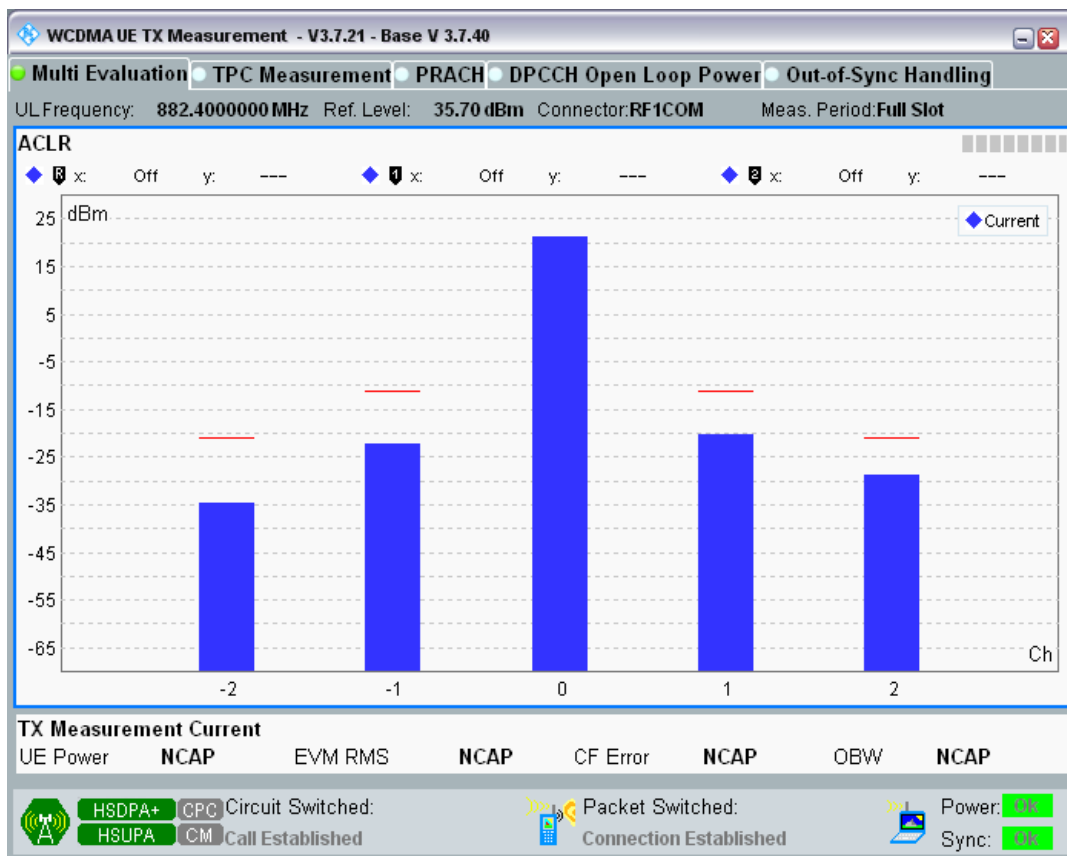 WCDMA UE TX Measurement - V3.7.21 - Base V 3.7.40
Multi Evaluation TPC Measurement PRACH DPCCH Open Loop Power Out-of-Sync Handling
UL Frequency: 882.4000000 MHz Ref. Level: 35.70 dBm Connector:RF1COM Meas. Period:Full Slot
ACLR
R x: Off y: --- 1 x: Off y: --- 2 x: Off y: ---
dBm
Current
25
15
5
-5
-15
-25
-35
-45
-55
-65
Ch
-2 -1 0 1 2
TX Measurement Current
UE Power NCAP EVM RMS NCAP CF Error NCAP OBW NCAP
HSDPA+ CPC Circuit Switched: Packet Switched: Power: Ok
HSUPA CM Call Established Connection Established Sync: Ok